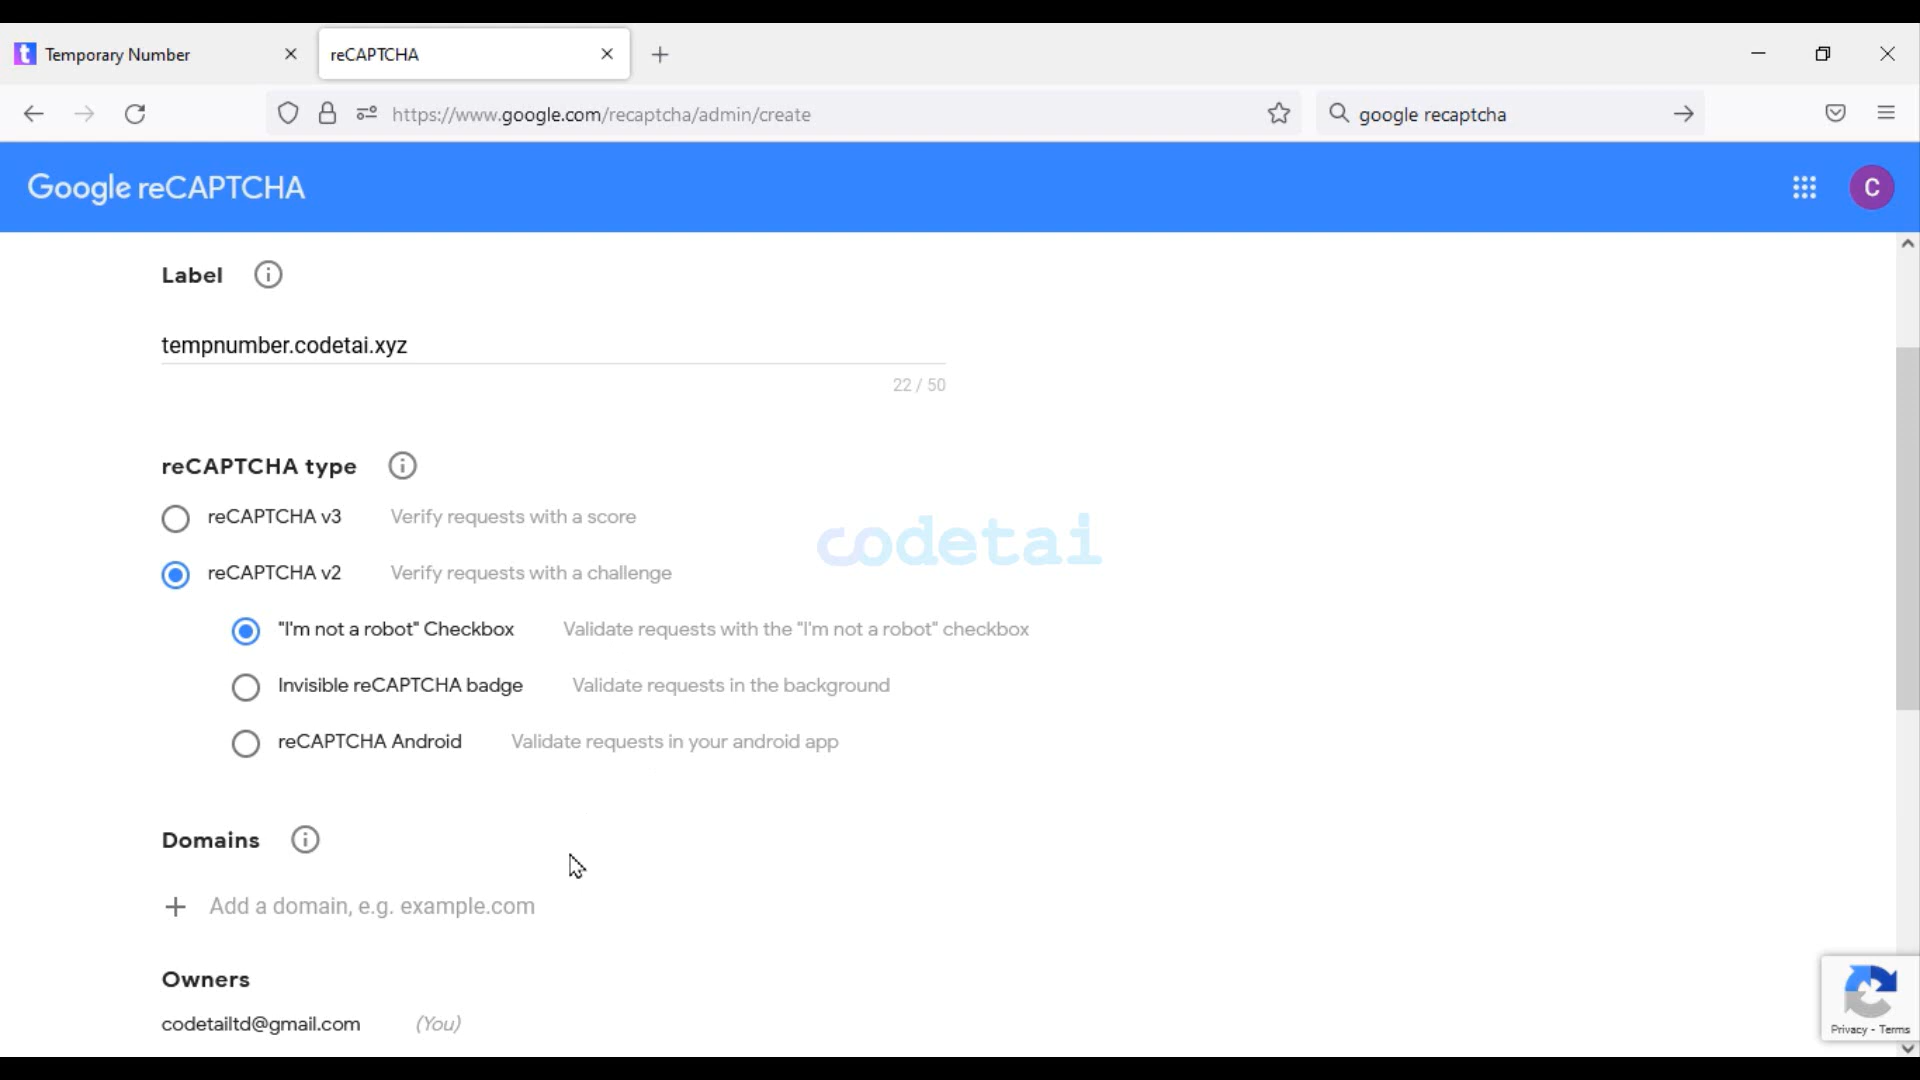 t Temporary Number
reCAPTCHA
https://www.google.com/recaptcha/admin/create
google recaptcha
Google reCAPTCHA
C
Label
tempnumber.codetai.xyz
22 / 50
reCAPTCHA type
reCAPTCHA v3 Verify requests with a score
codetai
reCAPTCHA v2 Verify requests with a challenge
"I'm not a robot" Checkbox Validate requests with the "I'm not a robot" checkbox
Invisible reCAPTCHA badge Validate requests in the background
reCAPTCHA Android Validate requests in your android app
Domains
+ Add a domain, e.g. example.com
Owners
codetailtd@gmail.com (You)
Privacy - Terms